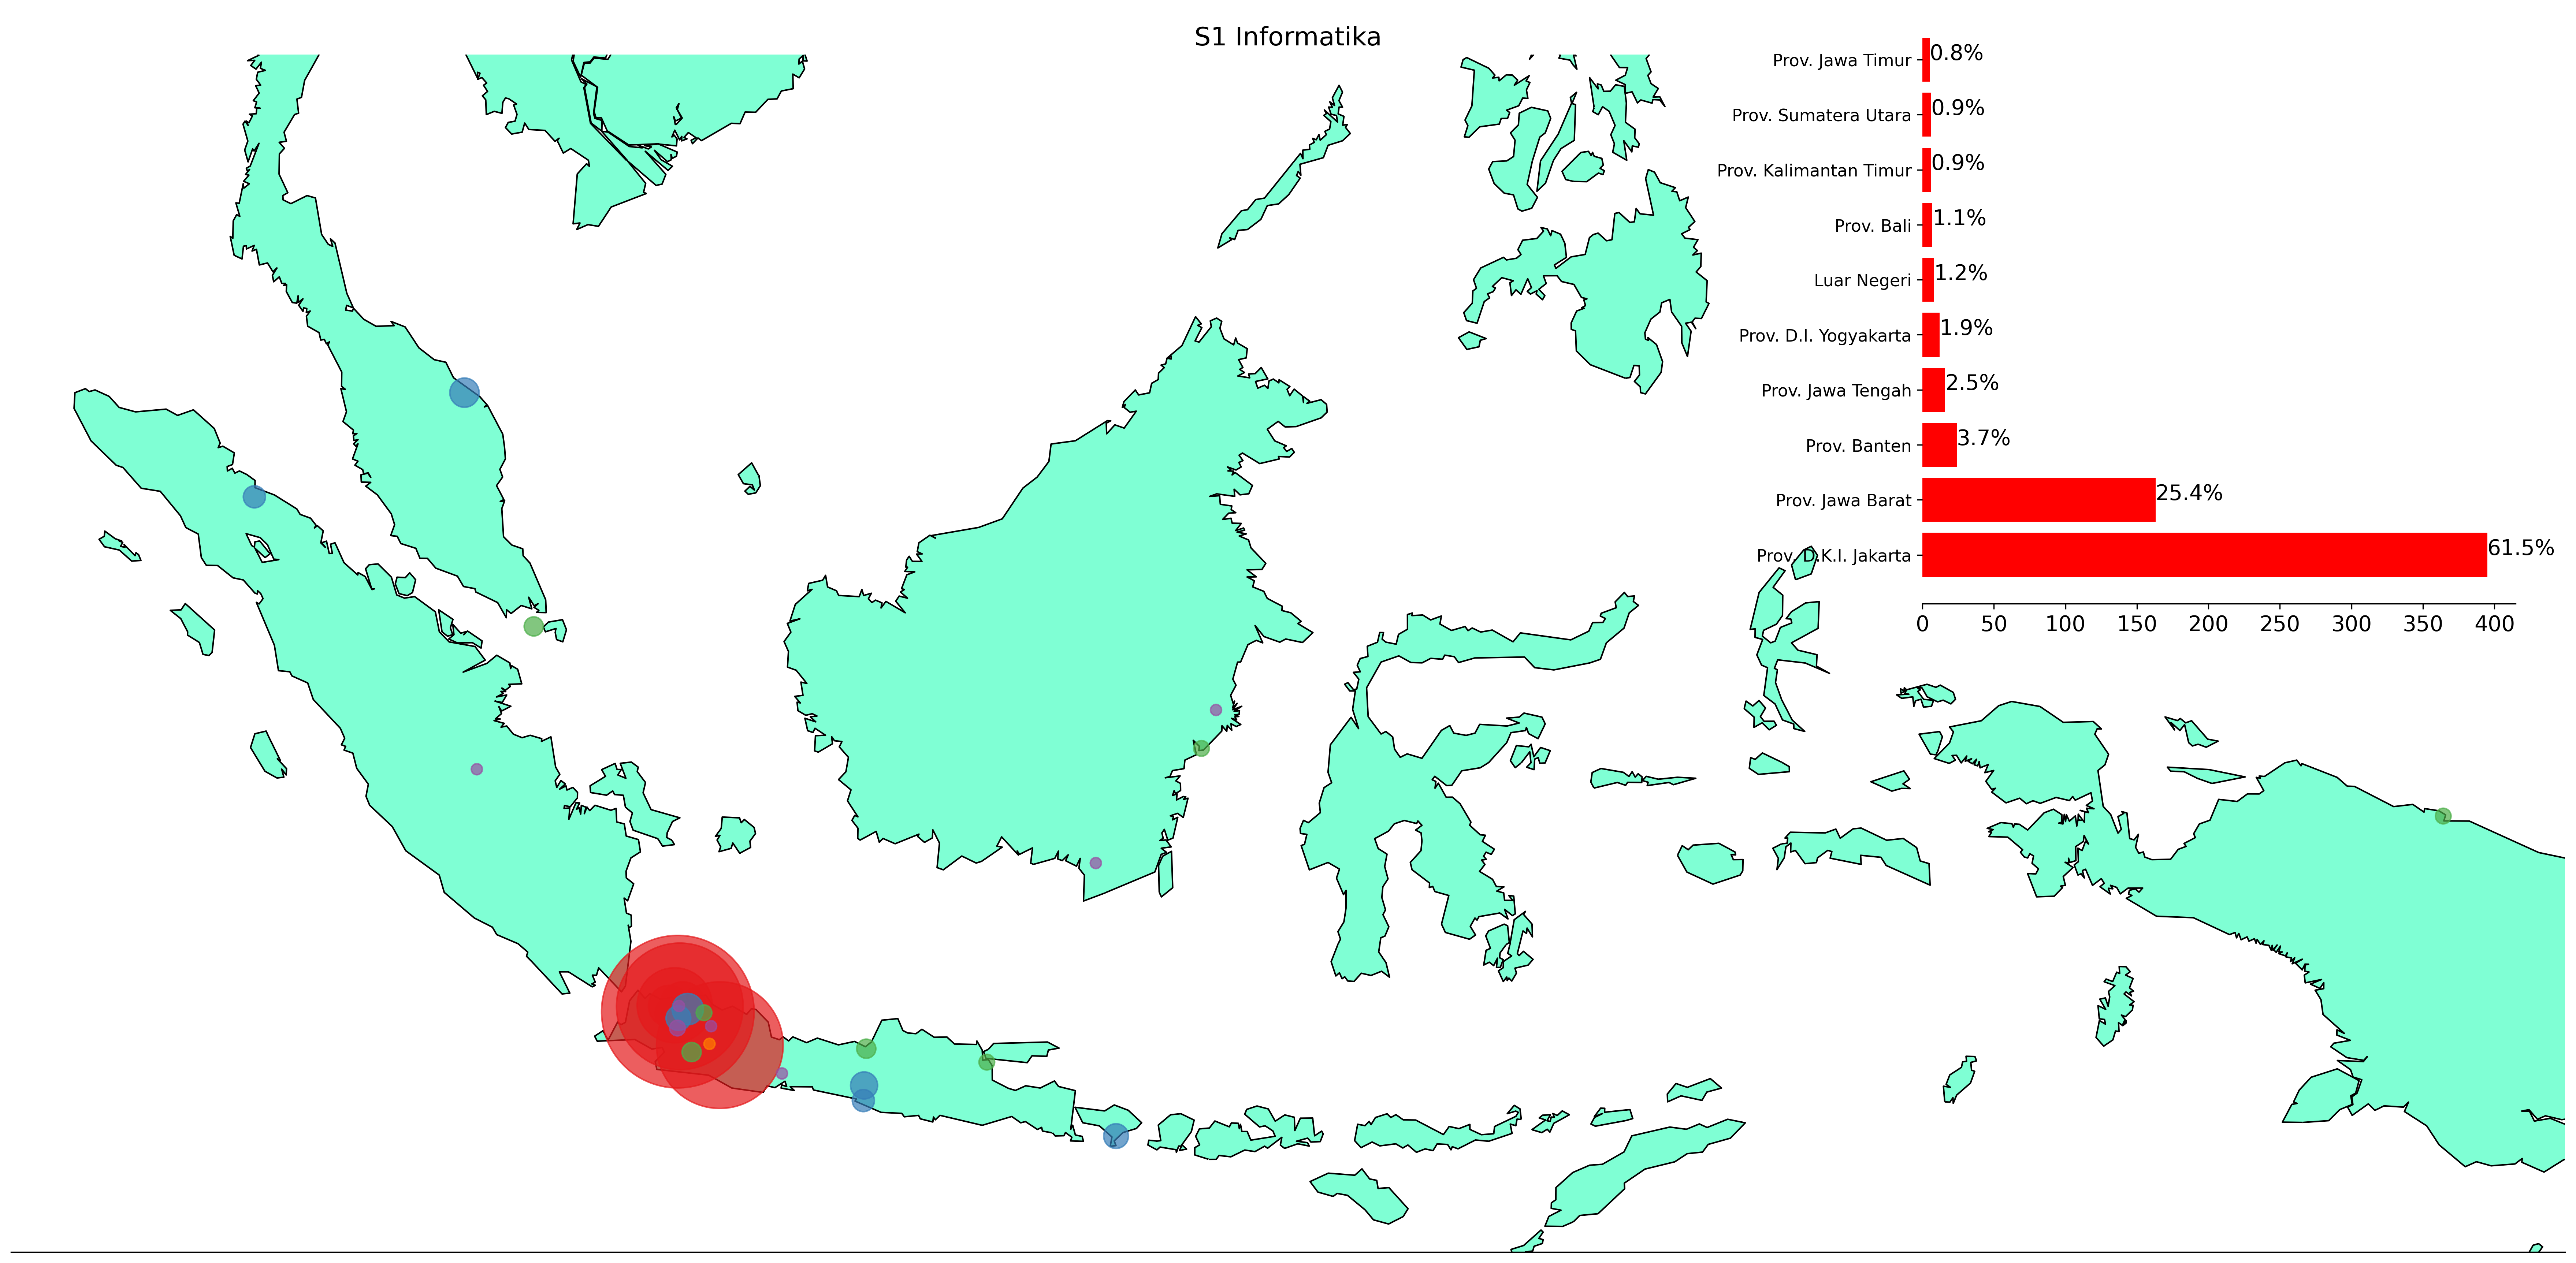 S1 Informatika
Prov. Jawa Timur 0.8%
Prov. Sumatera Utara 0.9%
Prov. Kalimantan Timur 0.9%
Prov. Bali 1.1%
Luar Negeri 1.2%
Prov. D.I. Yogyakarta 1.9%
Prov. Jawa Tengah 2.5%
Prov. Banten 3.7%
Prov. Jawa Barat 25.4%
Prov. D.K.I. Jakarta 61.5%
0 50 100 150 200 250 300 350 400